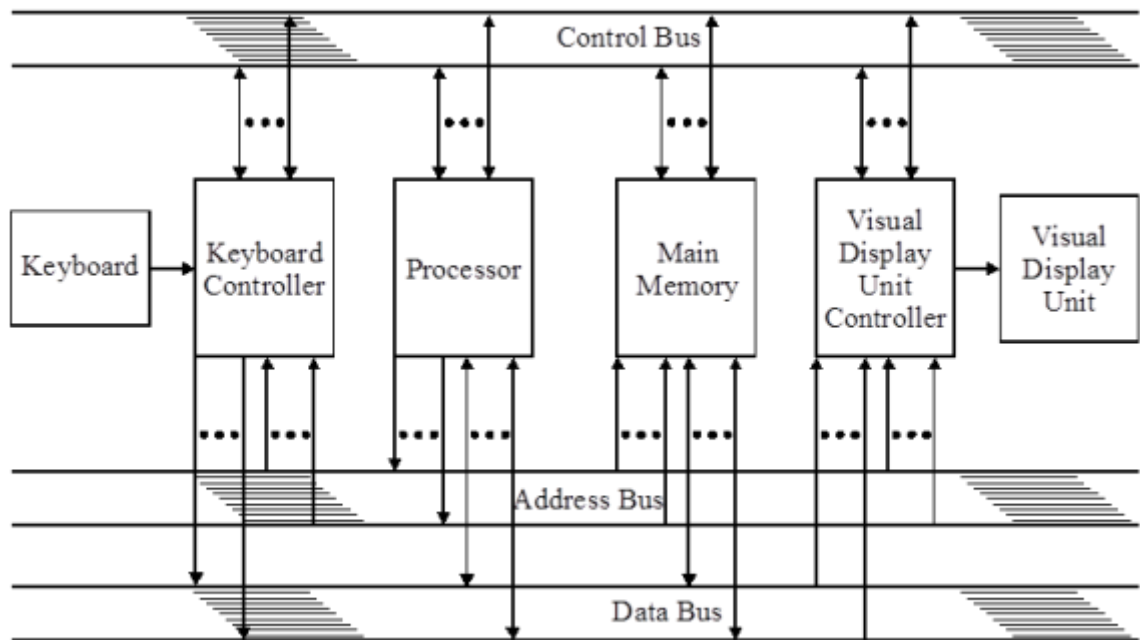 Control Bus
Keyboard
Keyboard
Controller
Processor
Main
Memory
Visual
Display
Unit
Controller
Visual
Display
Unit
Address Bus
Data Bus